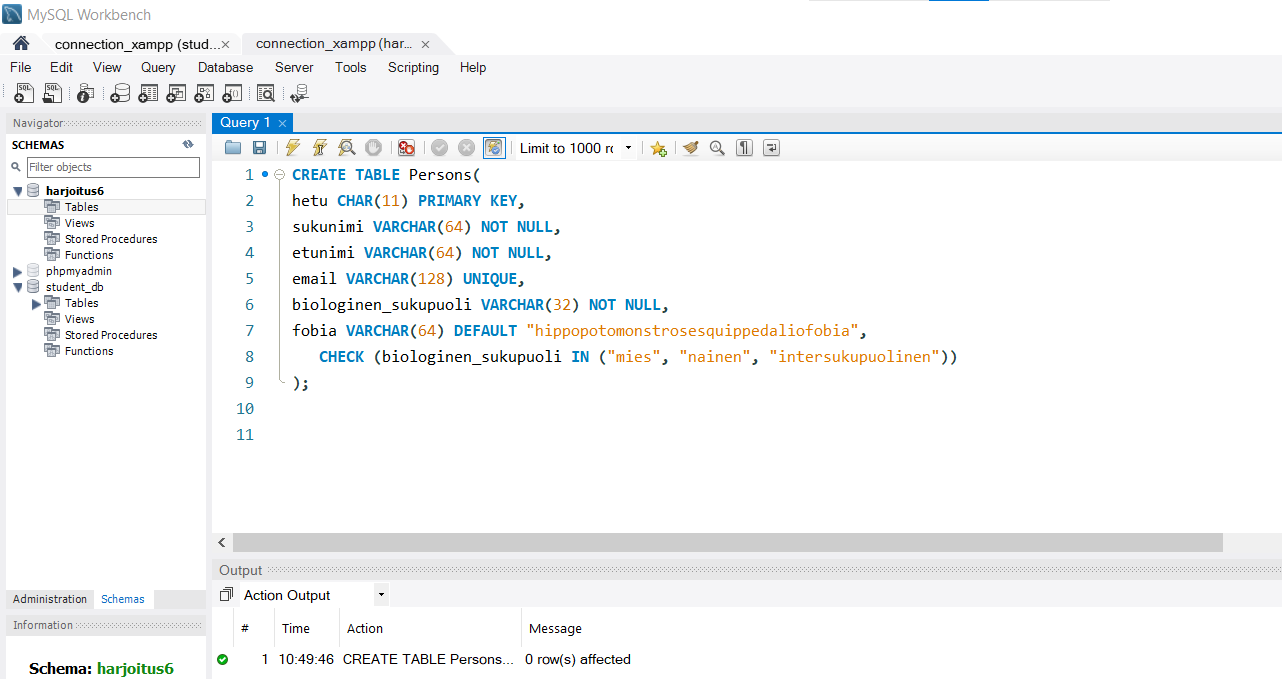 MySQL Workbench
connection_xampp (stud... ×
connection_xampp (har... ×
File Edit View Query Database Server Tools Scripting Help
Navigator
SCHEMAS
Filter objects
harjoitus6
Tables
Views
Stored Procedures
Functions
phpmyadmin
student_db
Tables
Views
Stored Procedures
Functions
Administration Schemas
Information
Schema: harjoitus6
Query 1 ×
Limit to 1000 rc
1 CREATE TABLE Persons(
2 hetu CHAR(11) PRIMARY KEY,
3 sukunimi VARCHAR(64) NOT NULL,
4 etunimi VARCHAR(64) NOT NULL,
5 email VARCHAR(128) UNIQUE,
6 biologinen_sukupuoli VARCHAR(32) NOT NULL,
7 fobia VARCHAR(64) DEFAULT "hippopotomonstrosesquippedaliofobia",
8 CHECK (biologinen_sukupuoli IN ("mies", "nainen", "intersukupuolinen"))
9 );
10
11
Output
Action Output
# Time Action Message
1 10:49:46 CREATE TABLE Persons... 0 row(s) affected